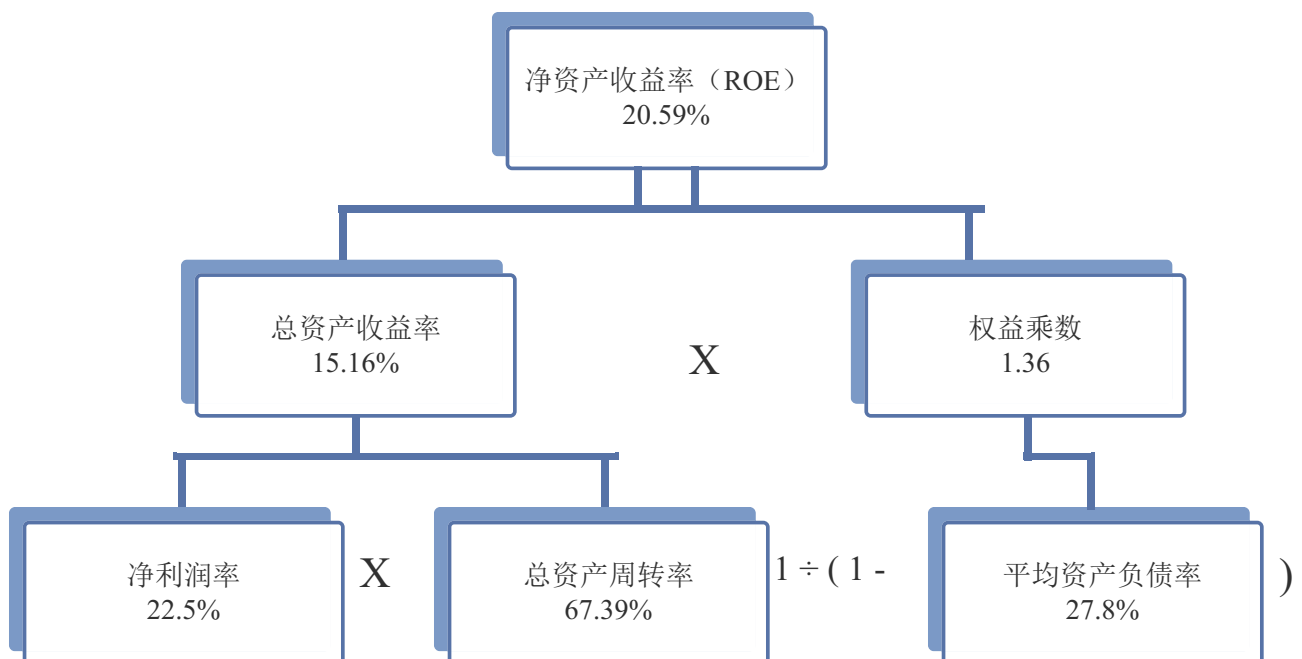 净资产收益率（ROE）
20.59%
总资产收益率
15.16%
X
权益乘数
1.36
净利润率
22.5%
X
总资产周转率
67.39%
1 ÷ ( 1 -
平均资产负债率
27.8%
)